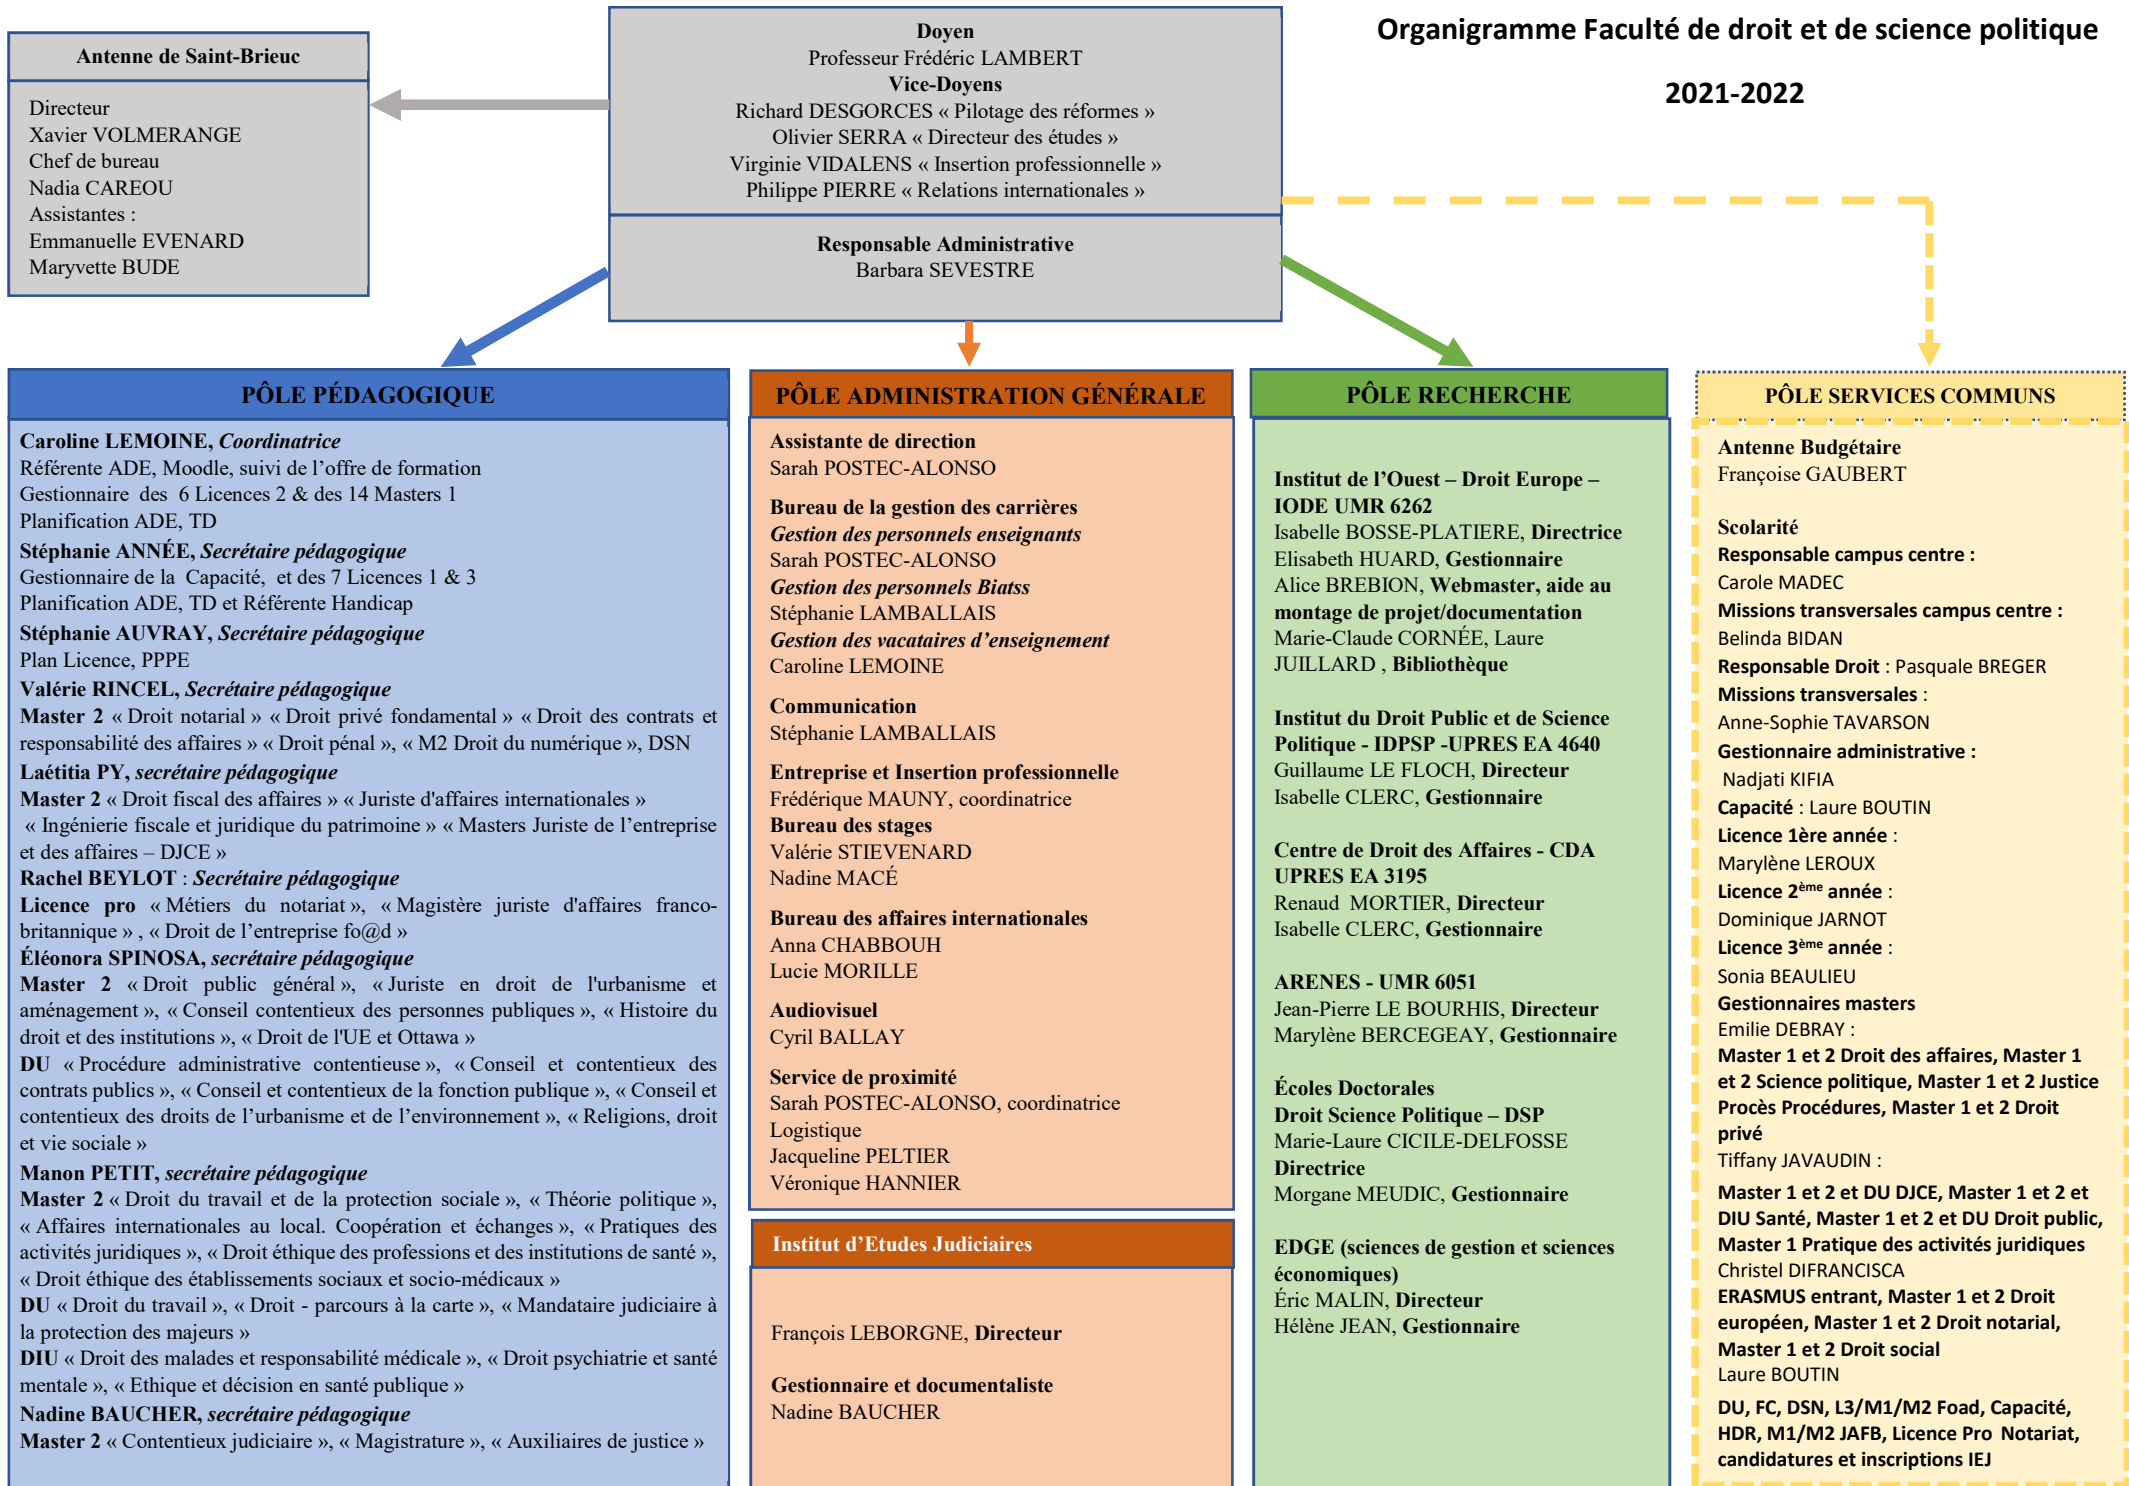 Organigramme Faculté de droit et de science politique
2021-2022
Antenne de Saint-Brieuc
Directeur
Xavier VOLMERANGE
Chef de bureau
Nadia CAREOU
Assistantes :
Emmanuelle EVENARD
Maryvette BUDE
Doyen
Professeur Frédéric LAMBERT
Vice-Doyens
Richard DESGORCES « Pilotage des réformes »
Olivier SERRA « Directeur des études »
Virginie VIDALENS « Insertion professionnelle »
Philippe PIERRE « Relations internationales »
Responsable Administrative
Barbara SEVESTRE
PÔLE PÉDAGOGIQUE
Caroline LEMOINE, Coordinatrice
Référente ADE, Moodle, suivi de l’offre de formation
Gestionnaire des 6 Licences 2 & des 14 Masters 1
Planification ADE, TD
Stéphanie ANNÉE, Secrétaire pédagogique
Gestionnaire de la Capacité, et des 7 Licences 1 & 3
Planification ADE, TD et Référente Handicap
Stéphanie AUVRAY, Secrétaire pédagogique
Plan Licence, PPPE
Valérie RINCEL, Secrétaire pédagogique
Master 2 « Droit notarial » « Droit privé fondamental » « Droit des contrats et
responsabilité des affaires » « Droit pénal », « M2 Droit du numérique », DSN
Laétitia PY, secrétaire pédagogique
Master 2 « Droit fiscal des affaires » « Juriste d'affaires internationales »
« Ingénierie fiscale et juridique du patrimoine » « Masters Juriste de l’entreprise
et des affaires – DJCE »
Rachel BEYLOT : Secrétaire pédagogique
Licence pro « Métiers du notariat », « Magistère juriste d'affaires franco-
britannique » , « Droit de l’entreprise fo@d »
Éléonora SPINOSA, secrétaire pédagogique
Master 2 « Droit public général », « Juriste en droit de l'urbanisme et
aménagement », « Conseil contentieux des personnes publiques », « Histoire du
droit et des institutions », « Droit de l'UE et Ottawa »
DU « Procédure administrative contentieuse », « Conseil et contentieux des
contrats publics », « Conseil et contentieux de la fonction publique », « Conseil et
contentieux des droits de l’urbanisme et de l’environnement », « Religions, droit
et vie sociale »
Manon PETIT, secrétaire pédagogique
Master 2 « Droit du travail et de la protection sociale », « Théorie politique »,
« Affaires internationales au local. Coopération et échanges », « Pratiques des
activités juridiques », « Droit éthique des professions et des institutions de santé »,
« Droit éthique des établissements sociaux et socio-médicaux »
DU « Droit du travail », « Droit - parcours à la carte », « Mandataire judiciaire à
la protection des majeurs »
DIU « Droit des malades et responsabilité médicale », « Droit psychiatrie et santé
mentale », « Ethique et décision en santé publique »
Nadine BAUCHER, secrétaire pédagogique
Master 2 « Contentieux judiciaire », « Magistrature », « Auxiliaires de justice »
PÔLE ADMINISTRATION GÉNÉRALE
Assistante de direction
Sarah POSTEC-ALONSO
Bureau de la gestion des carrières
Gestion des personnels enseignants
Sarah POSTEC-ALONSO
Gestion des personnels Biatss
Stéphanie LAMBALLAIS
Gestion des vacataires d’enseignement
Caroline LEMOINE
Communication
Stéphanie LAMBALLAIS
Entreprise et Insertion professionnelle
Frédérique MAUNY, coordinatrice
Bureau des stages
Valérie STIEVENARD
Nadine MACÉ
Bureau des affaires internationales
Anna CHABBOUH
Lucie MORILLE
Audiovisuel
Cyril BALLAY
Service de proximité
Sarah POSTEC-ALONSO, coordinatrice
Logistique
Jacqueline PELTIER
Véronique HANNIER
Institut d’Etudes Judiciaires
François LEBORGNE, Directeur
Gestionnaire et documentaliste
Nadine BAUCHER
PÔLE RECHERCHE
Institut de l’Ouest – Droit Europe –
IODE UMR 6262
Isabelle BOSSE-PLATIERE, Directrice
Elisabeth HUARD, Gestionnaire
Alice BREBION, Webmaster, aide au
montage de projet/documentation
Marie-Claude CORNÉE, Laure
JUILLARD , Bibliothèque
Institut du Droit Public et de Science
Politique - IDPSP -UPRES EA 4640
Guillaume LE FLOCH, Directeur
Isabelle CLERC, Gestionnaire
Centre de Droit des Affaires - CDA
UPRES EA 3195
Renaud MORTIER, Directeur
Isabelle CLERC, Gestionnaire
ARENES - UMR 6051
Jean-Pierre LE BOURHIS, Directeur
Marylène BERCEGEAY, Gestionnaire
Écoles Doctorales
Droit Science Politique – DSP
Marie-Laure CICILE-DELFOSSE
Directrice
Morgane MEUDIC, Gestionnaire
EDGE (sciences de gestion et sciences
économiques)
Éric MALIN, Directeur
Hélène JEAN, Gestionnaire
PÔLE SERVICES COMMUNS
Antenne Budgétaire
Françoise GAUBERT
Scolarité
Responsable campus centre :
Carole MADEC
Missions transversales campus centre :
Belinda BIDAN
Responsable Droit : Pasquale BREGER
Missions transversales :
Anne-Sophie TAVARSON
Gestionnaire administrative :
Nadjati KIFIA
Capacité : Laure BOUTIN
Licence 1ère année :
Marylène LEROUX
Licence 2ème année :
Dominique JARNOT
Licence 3ème année :
Sonia BEAULIEU
Gestionnaires masters
Emilie DEBRAY :
Master 1 et 2 Droit des affaires, Master 1
et 2 Science politique, Master 1 et 2 Justice
Procès Procédures, Master 1 et 2 Droit
privé
Tiffany JAVAUDIN :
Master 1 et 2 et DU DJCE, Master 1 et 2 et
DIU Santé, Master 1 et 2 et DU Droit public,
Master 1 Pratique des activités juridiques
Christel DIFRANCISCA
ERASMUS entrant, Master 1 et 2 Droit
européen, Master 1 et 2 Droit notarial,
Master 1 et 2 Droit social
Laure BOUTIN
DU, FC, DSN, L3/M1/M2 Foad, Capacité,
HDR, M1/M2 JAFB, Licence Pro Notariat,
candidatures et inscriptions IEJ